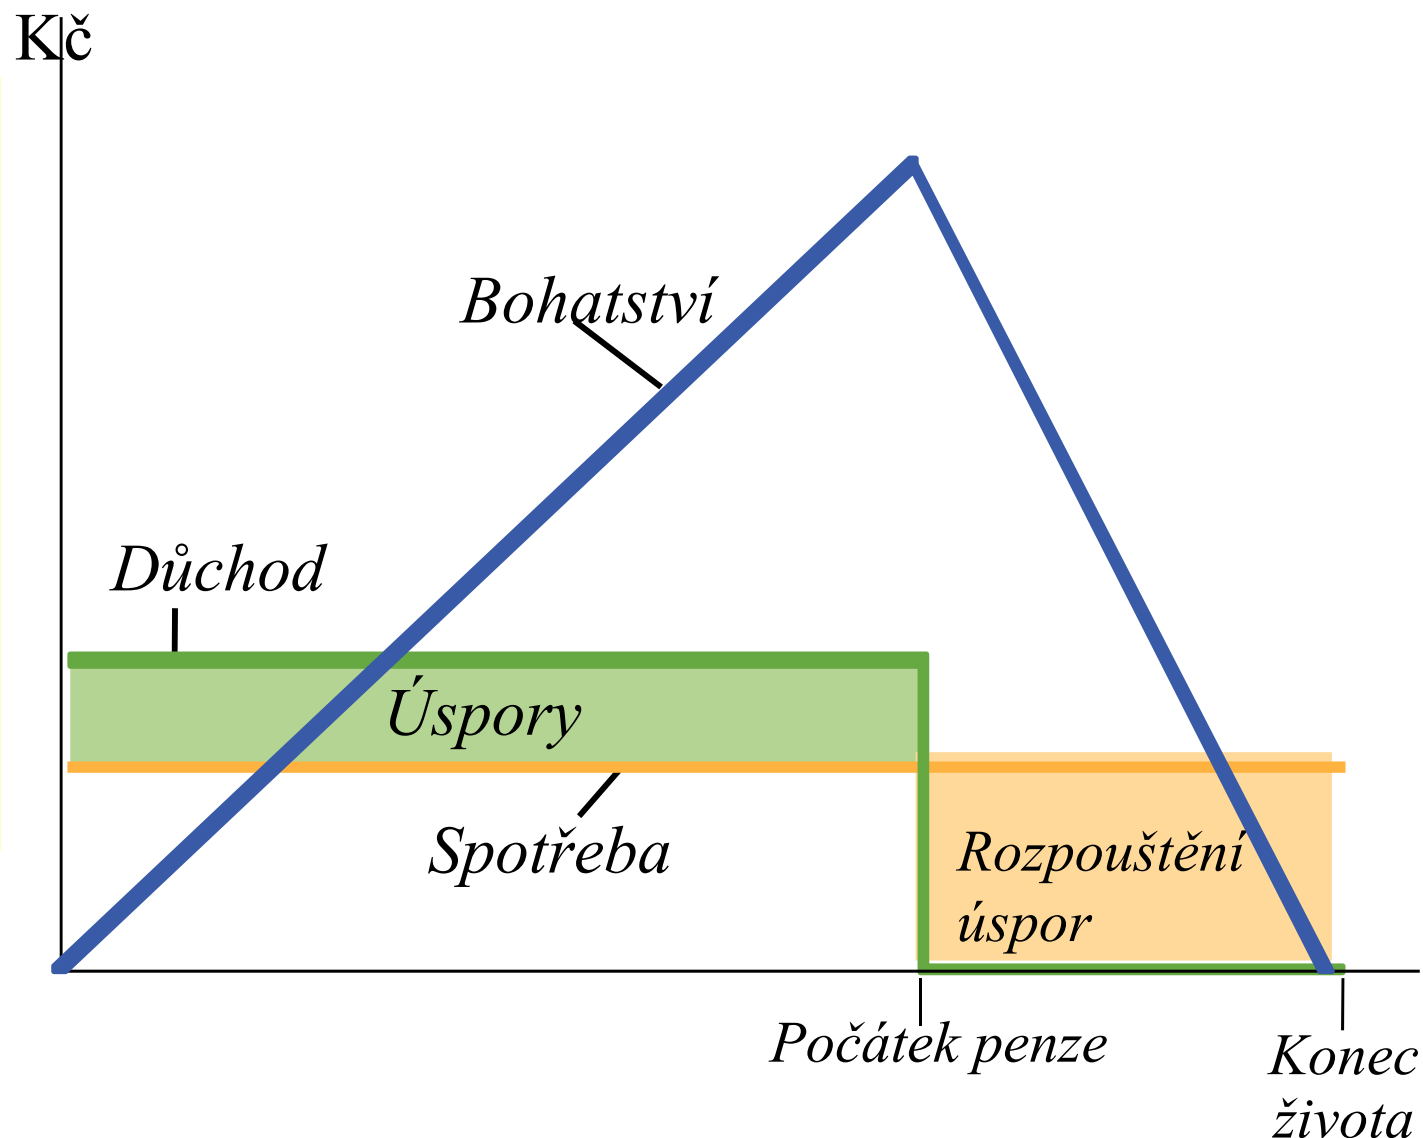 Kč
Bohatství
Důchod
Úspory
Spotřeba
Rozpouštění
úspor
Počátek penze
Konec
života